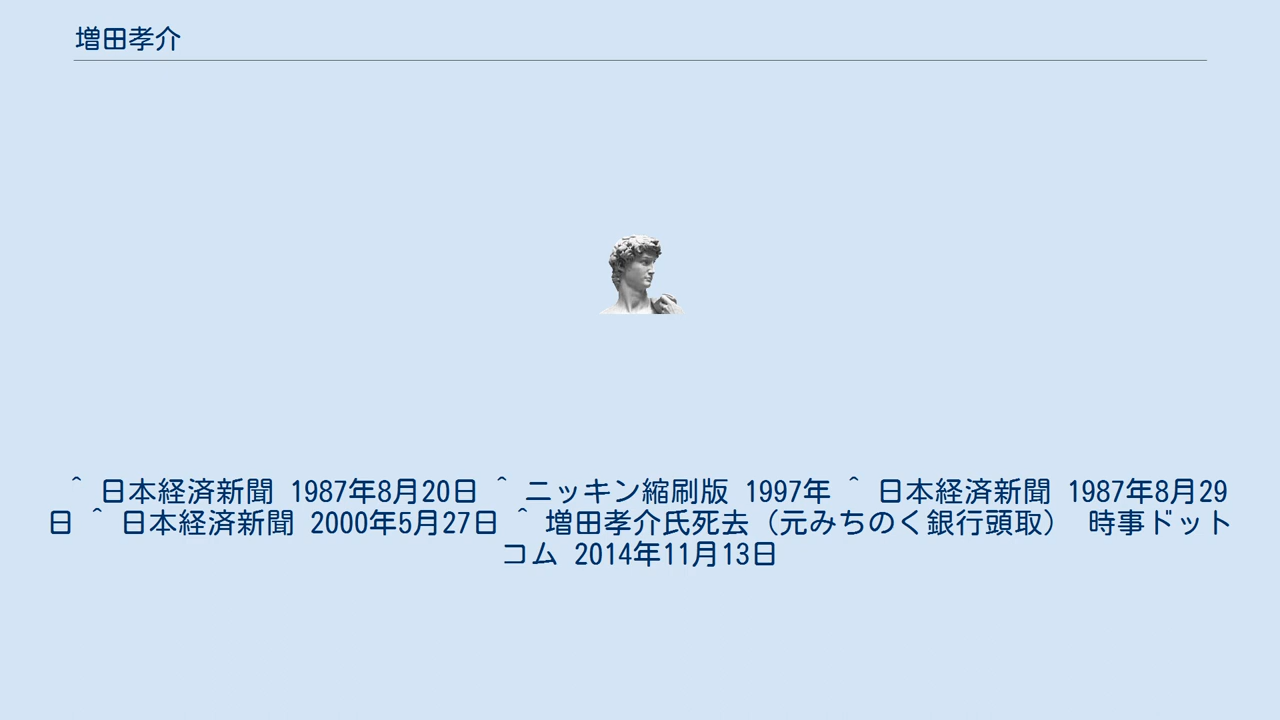 増田孝介
^ 日本経済新聞 1987年8月20日 ^ ニッキン縮刷版 1997年 ^ 日本経済新聞 1987年8月29
日 ^ 日本経済新聞 2000年5月27日 ^ 増田孝介氏死去（元みちのく銀行頭取） 時事ドット
コム 2014年11月13日